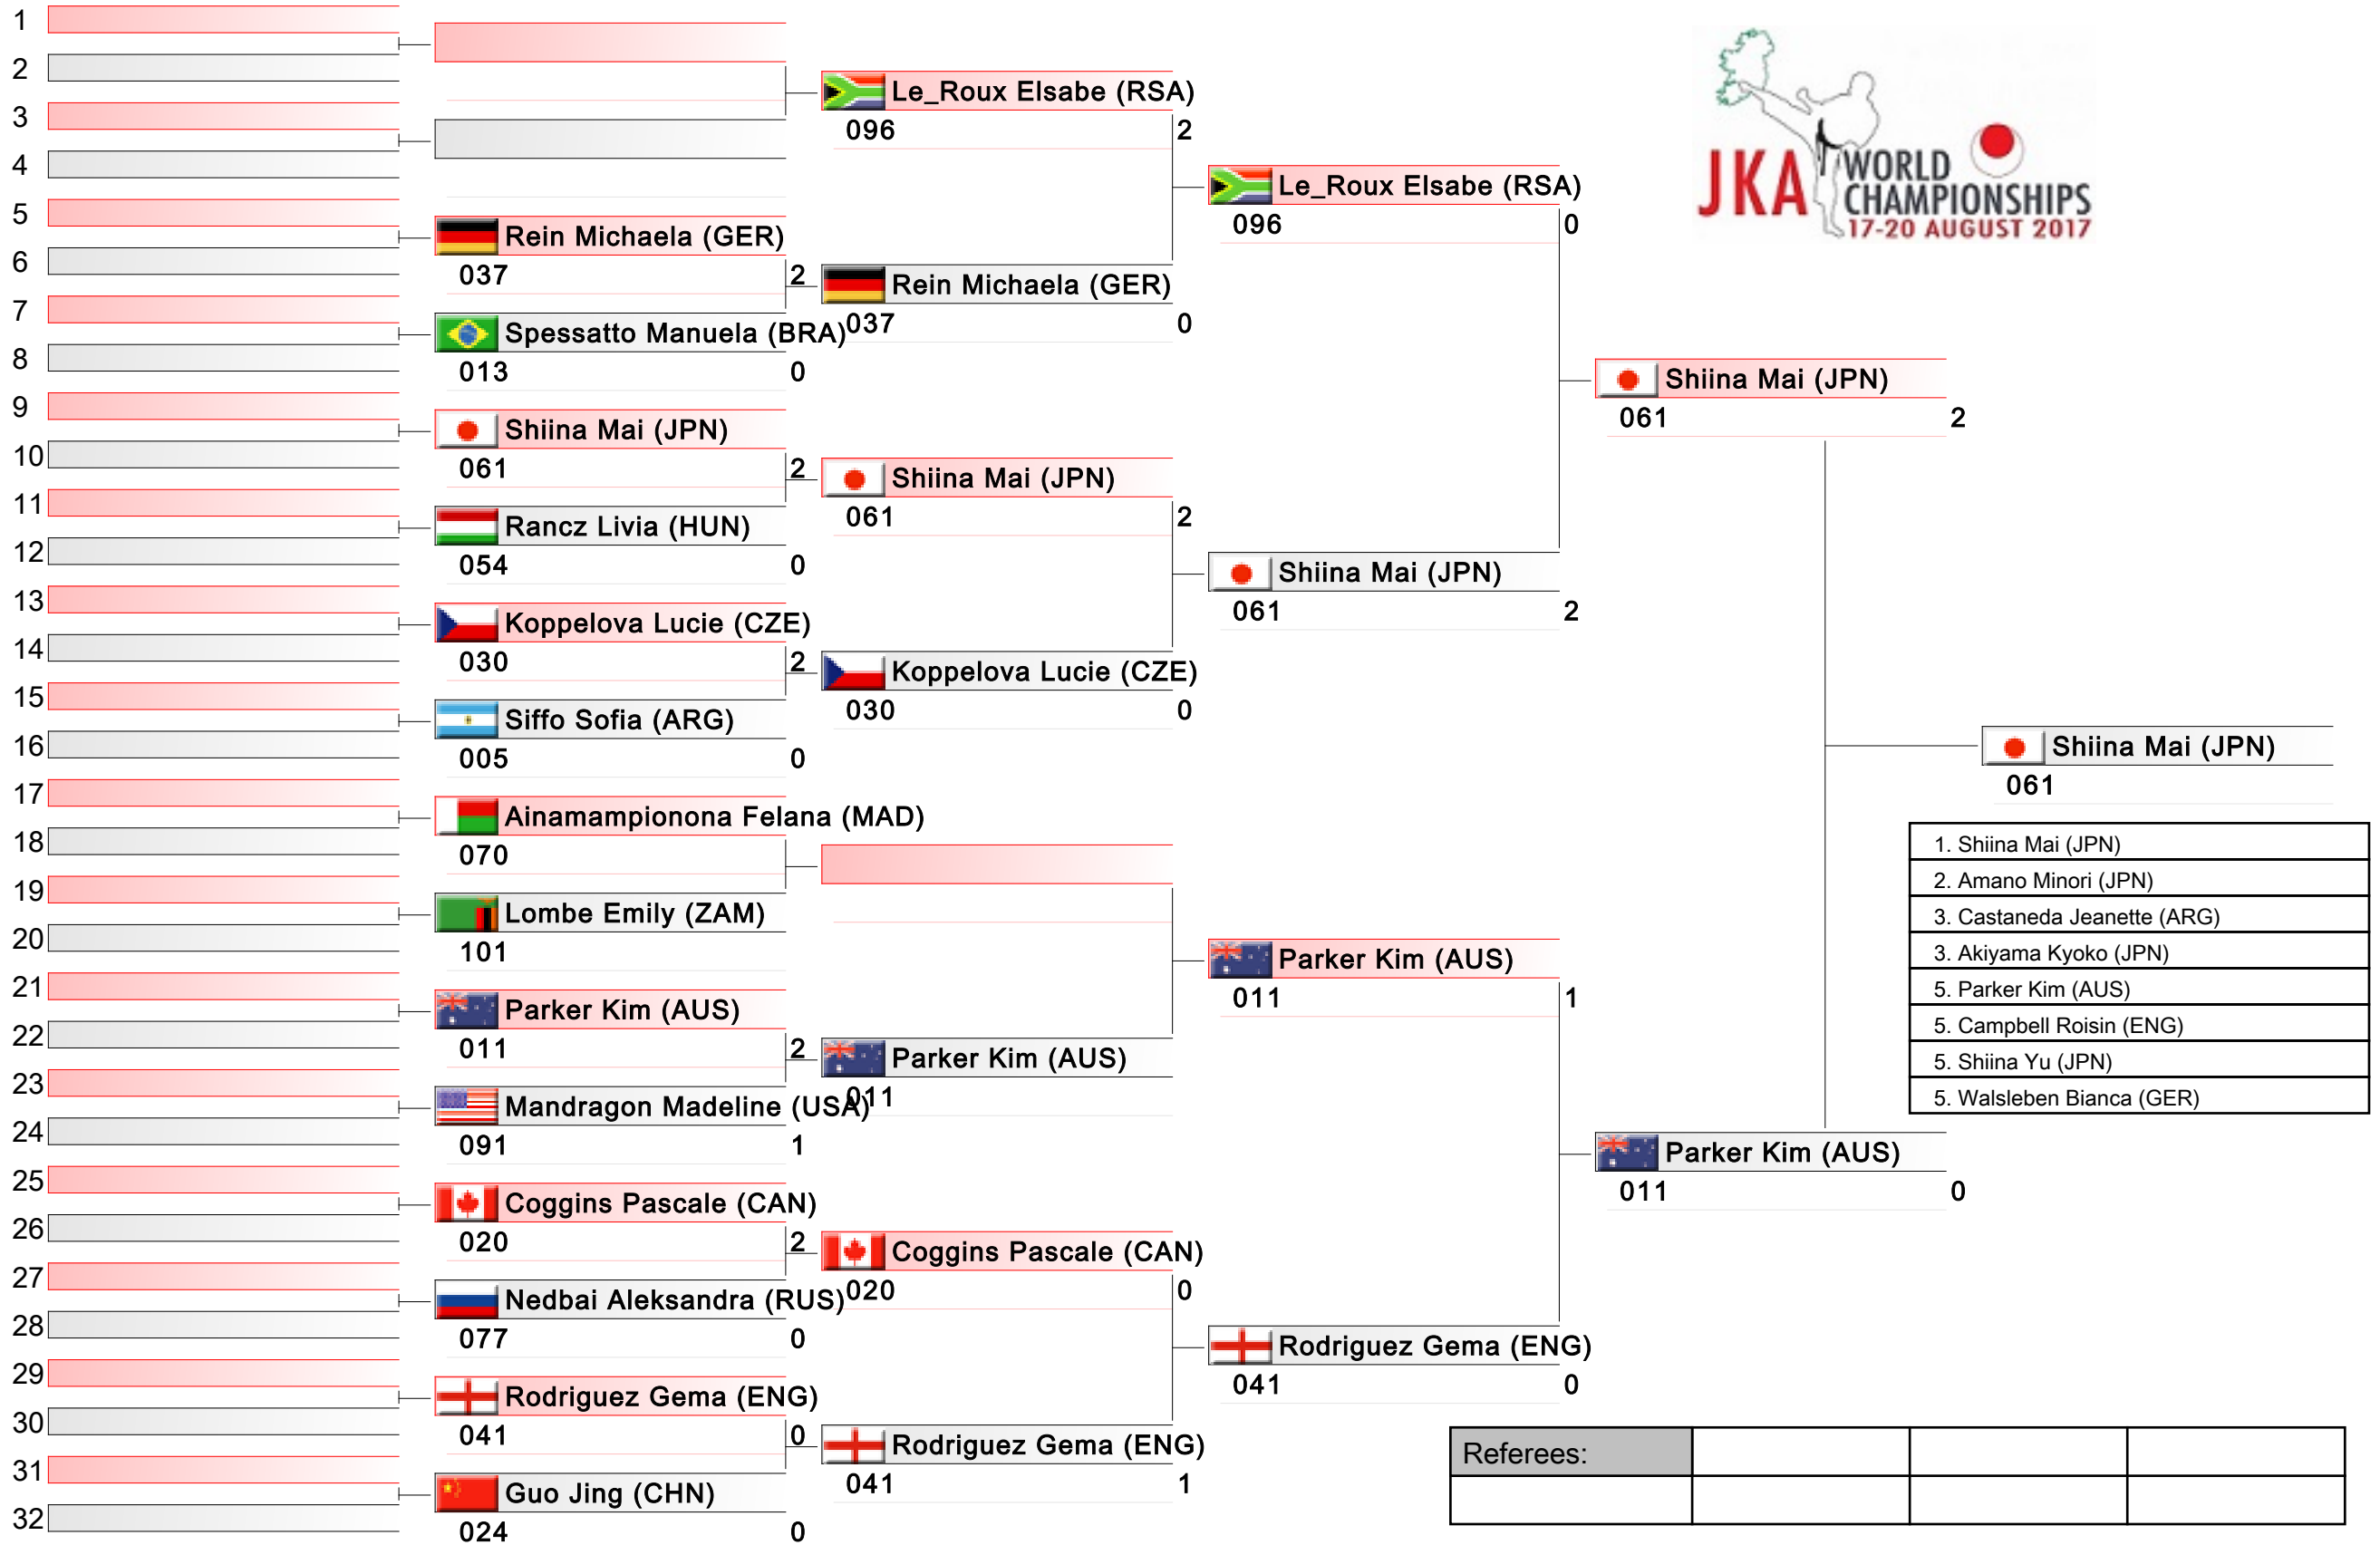 1
2
3
4
5
6
7
8
9
10
11
12
13
14
15
16
17
18
19
20
21
22
23
24
25
26
27
28
29
30
31
32
Rein Michaela (GER)
037
2
Spessatto Manuela (BRA)
013
0
Shiina Mai (JPN)
061
2
Rancz Livia (HUN)
054
0
Koppelova Lucie (CZE)
030
2
Siffo Sofia (ARG)
005
0
Ainamampionona Felana (MAD)
070
Lombe Emily (ZAM)
101
Parker Kim (AUS)
011
2
Mandragon Madeline (USA)
091
1
Coggins Pascale (CAN)
020
2
Nedbai Aleksandra (RUS)
077
0
Rodriguez Gema (ENG)
041
0
Guo Jing (CHN)
024
0
Le_Roux Elsabe (RSA)
096
2
Rein Michaela (GER)
037
0
Shiina Mai (JPN)
061
2
Koppelova Lucie (CZE)
030
0
Parker Kim (AUS)
011
Coggins Pascale (CAN)
020
0
Rodriguez Gema (ENG)
041
1
Le_Roux Elsabe (RSA)
096
0
Shiina Mai (JPN)
061
2
Parker Kim (AUS)
011
1
Rodriguez Gema (ENG)
041
0
Shiina Mai (JPN)
061
2
Parker Kim (AUS)
011
0
Shiina Mai (JPN)
061
JKA WORLD
CHAMPIONSHIPS
17-20 AUGUST 2017
1. Shiina Mai (JPN)
2. Amano Minori (JPN)
3. Castaneda Jeanette (ARG)
3. Akiyama Kyoko (JPN)
5. Parker Kim (AUS)
5. Campbell Roisin (ENG)
5. Shiina Yu (JPN)
5. Walsleben Bianca (GER)
Referees: